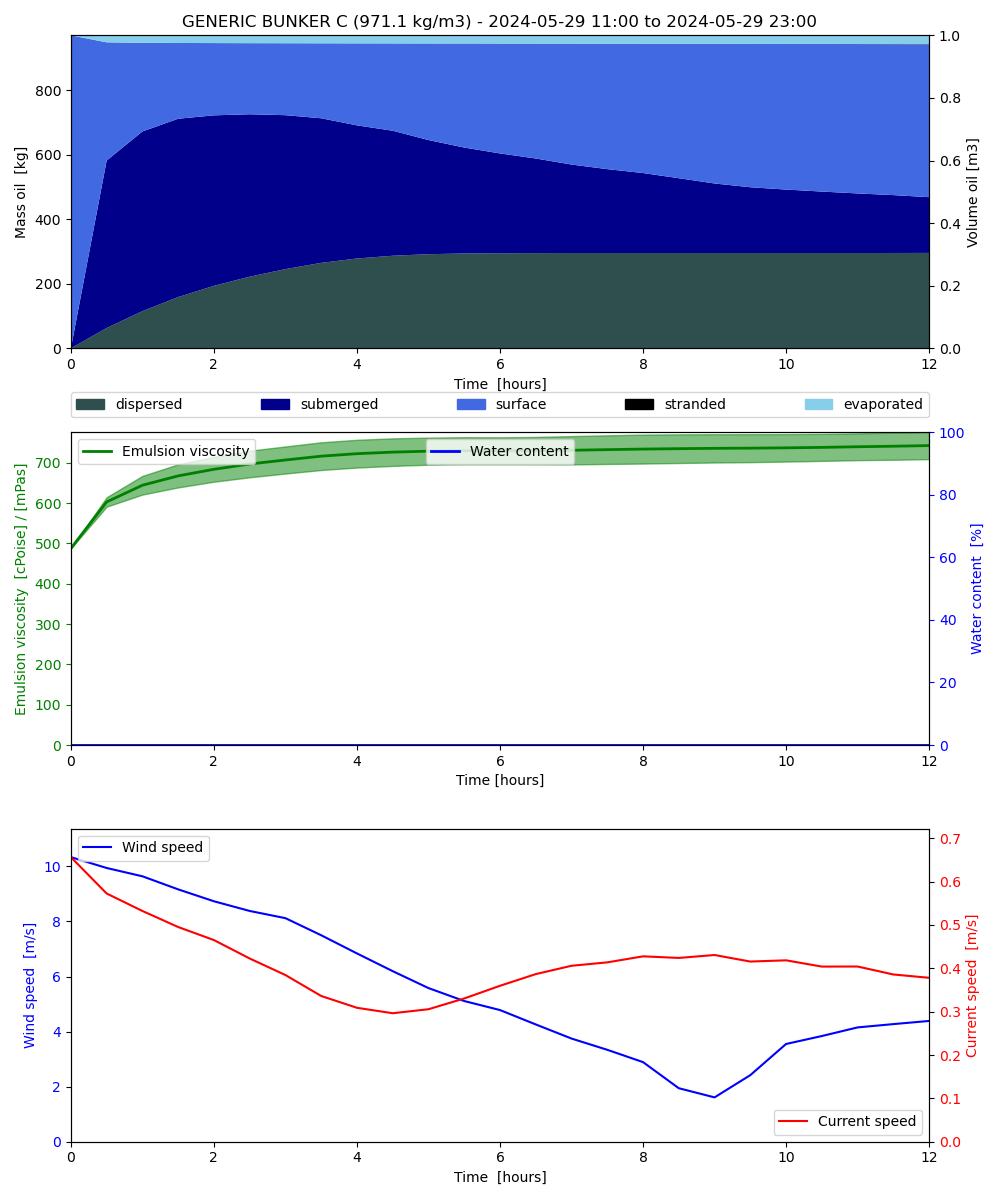 GENERIC BUNKER C (971.1 kg/m3) - 2024-05-29 11:00 to 2024-05-29 23:00
Mass oil [kg]
0
200
400
600
800
Volume oil [m3]
0.0
0.2
0.4
0.6
0.8
1.0
0 2 4 6 8 10 12
Time [hours]
dispersed submerged surface stranded evaporated
Emulsion viscosity [cPoise] / [mPas]
0
100
200
300
400
500
600
700
Emulsion viscosity
Water content
Water content [%]
0
20
40
60
80
100
0 2 4 6 8 10 12
Time [hours]
Wind speed [m/s]
0
2
4
6
8
10
Wind speed
Current speed
Current speed [m/s]
0.0
0.1
0.2
0.3
0.4
0.5
0.6
0.7
0 2 4 6 8 10 12
Time [hours]